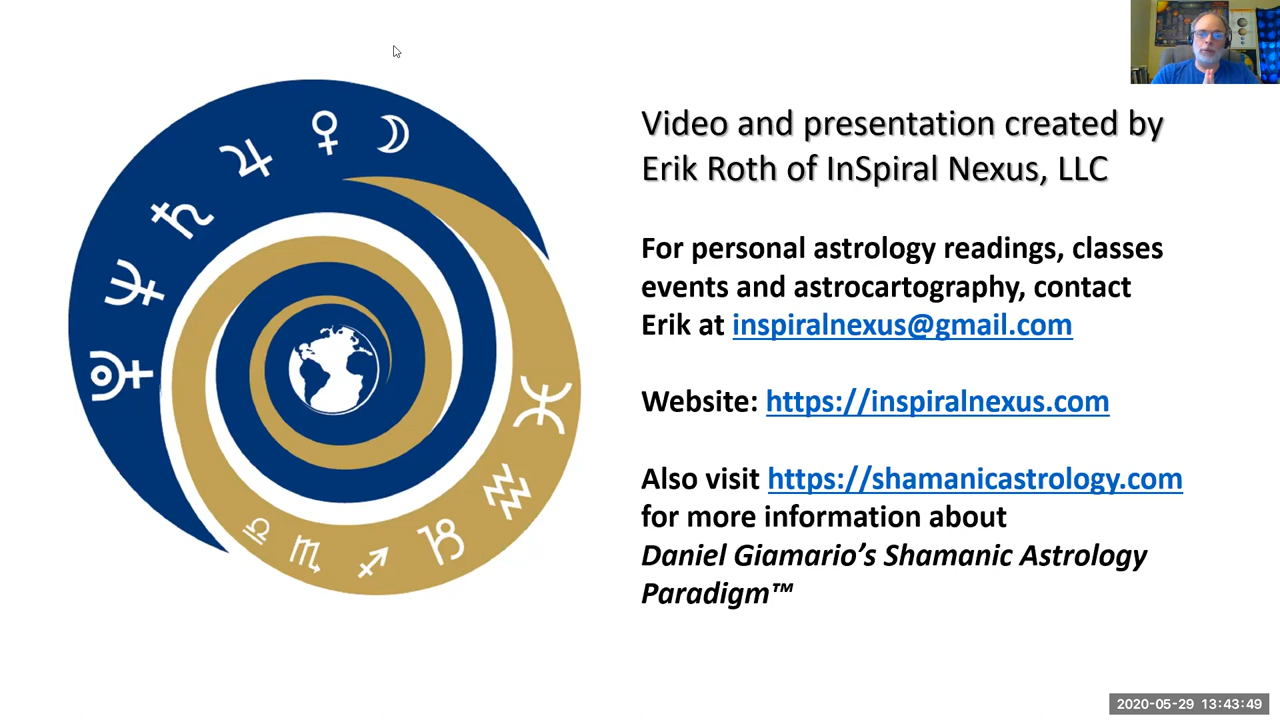 Video and presentation created by
Erik Roth of InSpiral Nexus, LLC
For personal astrology readings, classes
events and astrocartography, contact
Erik at inspiralnexus@gmail.com
Website: https://inspiralnexus.com
Also visit https://shamanicastrology.com
for more information about
Daniel Giamario’s Shamanic Astrology
Paradigm™
2020-05-29 13:43:49